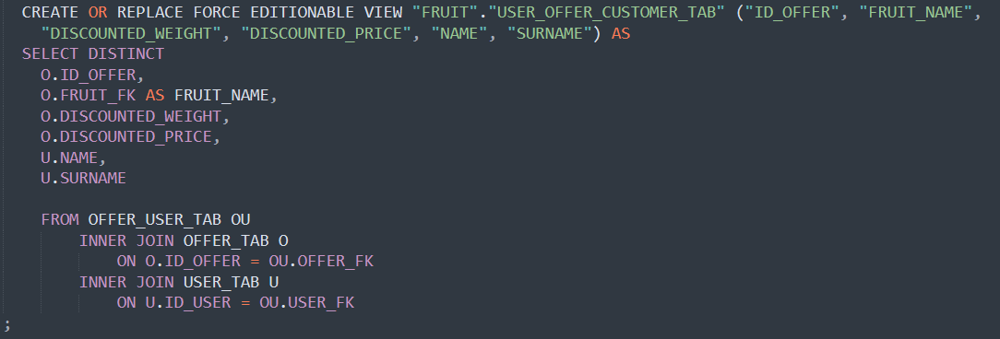 CREATE OR REPLACE FORCE EDITIONABLE VIEW "FRUIT"."USER_OFFER_CUSTOMER_TAB" ("ID_OFFER", "FRUIT_NAME",
"DISCOUNTED_WEIGHT", "DISCOUNTED_PRICE", "NAME", "SURNAME") AS
SELECT DISTINCT
O.ID_OFFER,
O.FRUIT_FK AS FRUIT_NAME,
O.DISCOUNTED_WEIGHT,
O.DISCOUNTED_PRICE,
U.NAME,
U.SURNAME
FROM OFFER_USER_TAB OU
INNER JOIN OFFER_TAB O
ON O.ID_OFFER = OU.OFFER_FK
INNER JOIN USER_TAB U
ON U.ID_USER = OU.USER_FK
;